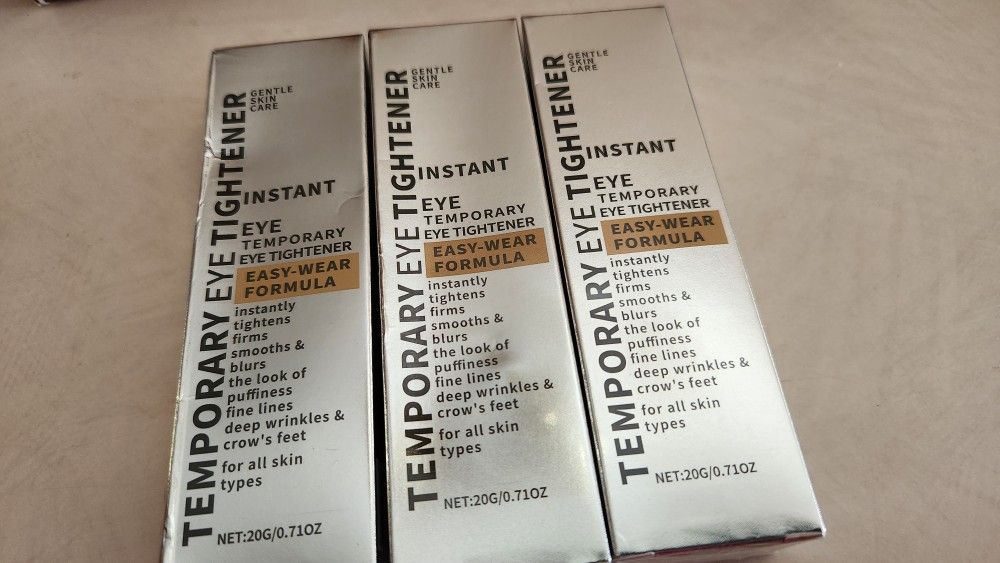 TEMPORARY EYE TIGHTENER
GENTLE
SKIN
CARE
INSTANT
EYE
TEMPORARY
EYE TIGHTENER
EASY-WEAR
FORMULA
instantly
tightens
firms
smooths &
blurs
the look of
puffiness
fine lines
deep wrinkles &
crow's feet
for all skin
types
NET:20G/0.71OZ
TEMPORARY EYE TIGHTENER
GENTLE
SKIN
CARE
INSTANT
EYE
TEMPORARY
EYE TIGHTENER
EASY-WEAR
FORMULA
instantly
tightens
firms
smooths &
blurs
the look of
puffiness
fine lines
deep wrinkles &
crow's feet
for all skin
types
NET:20G/0.71OZ
TEMPORARY EYE TIGHTENER
GENTLE
SKIN
CARE
INSTANT
EYE
TEMPORARY
EYE TIGHTENER
EASY-WEAR
FORMULA
instantly
tightens
firms
smooths &
blurs
the look of
puffiness
fine lines
deep wrinkles &
crow's feet
for all skin
types
NET:20G/0.71OZ